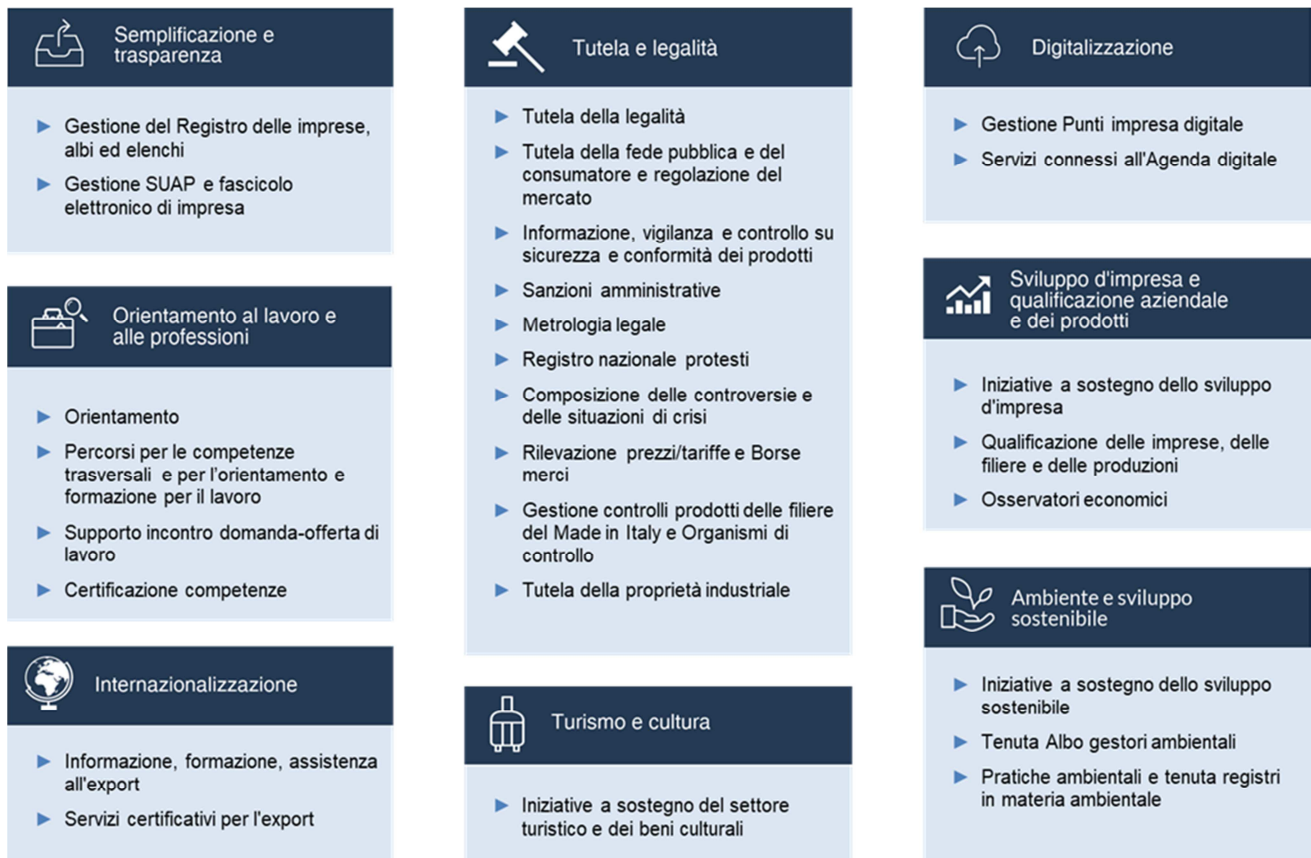 Semplificazione e
trasparenza
Gestione del Registro delle imprese,
albi ed elenchi
Gestione SUAP e fascicolo
elettronico di impresa
Orientamento al lavoro e
alle professioni
Orientamento
Percorsi per le competenze
trasversali e per l'orientamento e
formazione per il lavoro
Supporto incontro domanda-offerta di
lavoro
Certificazione competenze
Internazionalizzazione
Informazione, formazione, assistenza
all'export
Servizi certificativi per l'export
Tutela e legalità
Tutela della legalità
Tutela della fede pubblica e del
consumatore e regolazione del
mercato
Informazione, vigilanza e controllo su
sicurezza e conformità dei prodotti
Sanzioni amministrative
Metrologia legale
Registro nazionale protesti
Composizione delle controversie e
delle situazioni di crisi
Rilevazione prezzi/tariffe e Borse
merci
Gestione controlli prodotti delle filiere
del Made in Italy e Organismi di
controllo
Tutela della proprietà industriale
Turismo e cultura
Iniziative a sostegno del settore
turistico e dei beni culturali
Digitalizzazione
Gestione Punti impresa digitale
Servizi connessi all'Agenda digitale
Sviluppo d'impresa e
qualificazione aziendale
e dei prodotti
Iniziative a sostegno dello sviluppo
d'impresa
Qualificazione delle imprese, delle
filiere e delle produzioni
Osservatori economici
Ambiente e sviluppo
sostenibile
Iniziative a sostegno dello sviluppo
sostenibile
Tenuta Albo gestori ambientali
Pratiche ambientali e tenuta registri
in materia ambientale